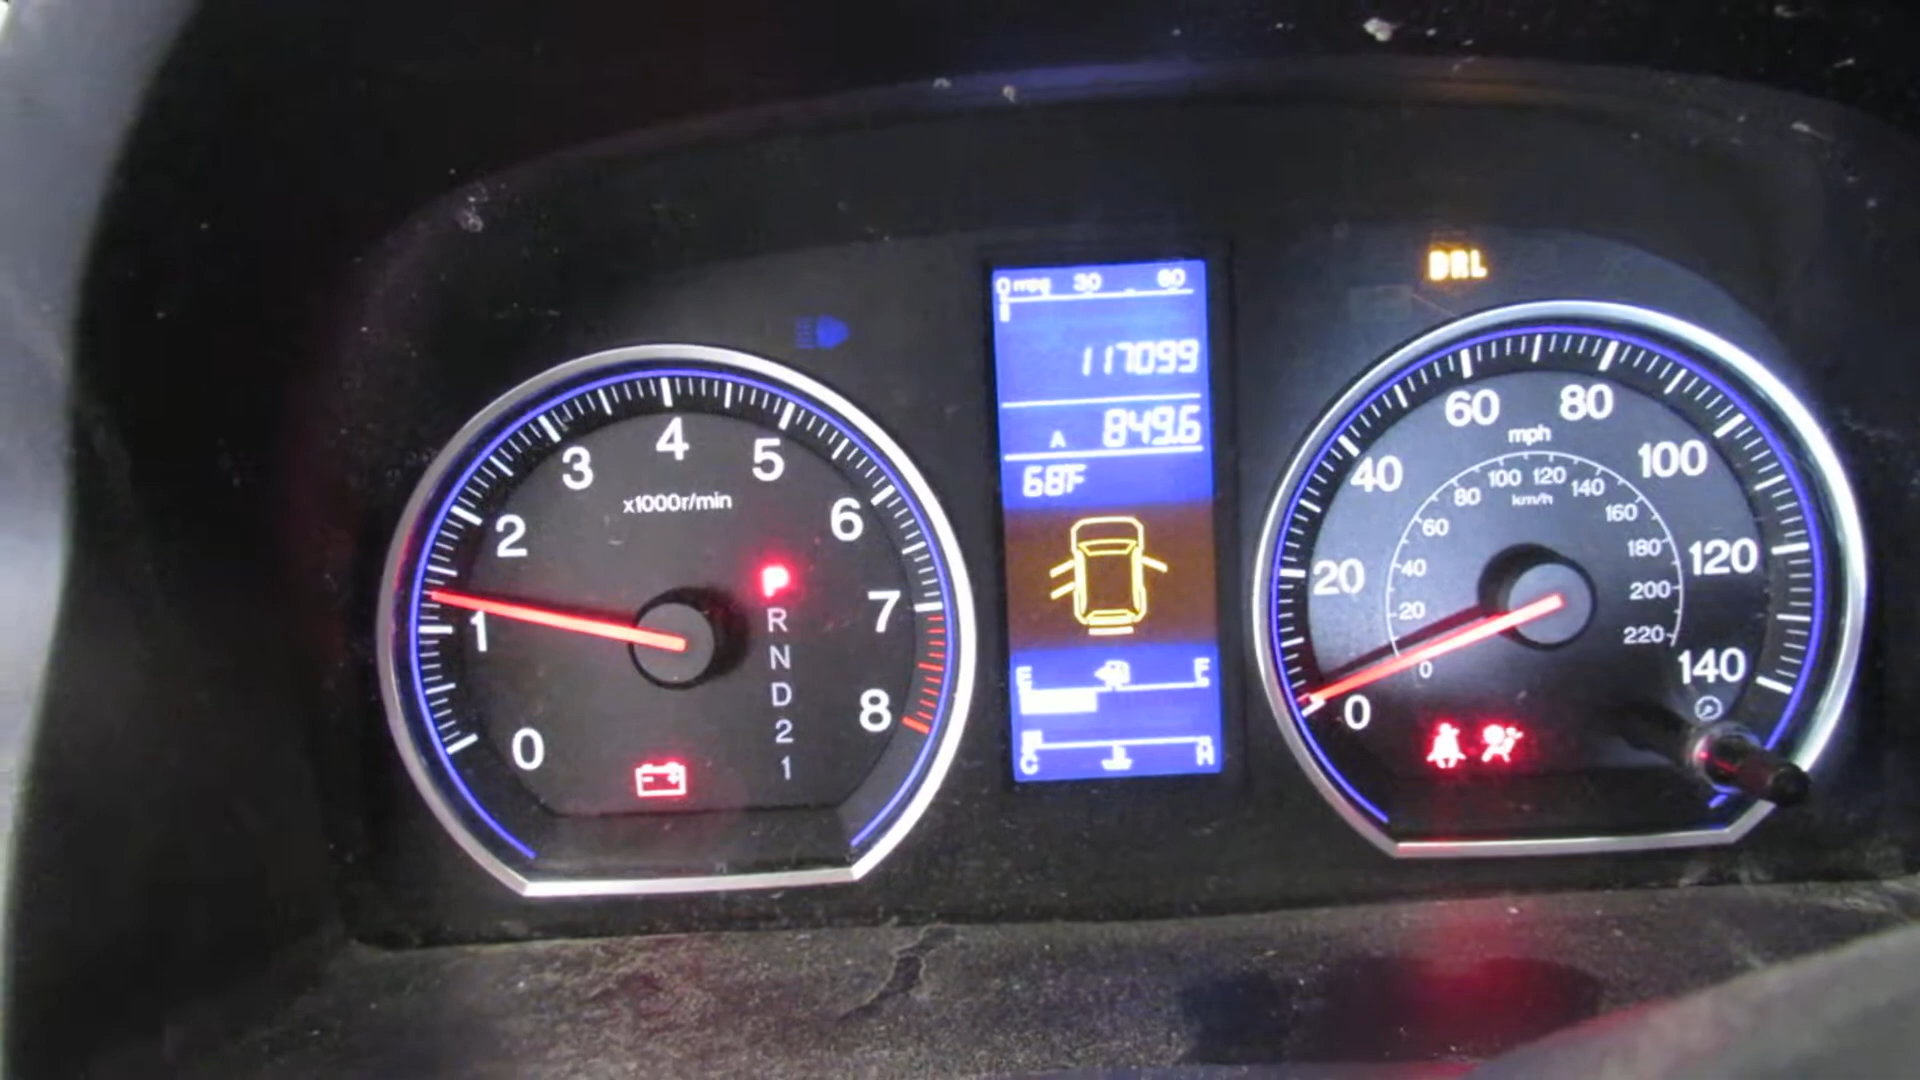 0 mpg 30 60
117099
A 849.6
68F
E F
C H
DRL
0 1 2 3 4 5 6 7 8
x1000r/min
P
R
N
D
2
1
0 20 40 60 80 100 120 140
mph
0 20 40 60 80 100 120 140 160 180 200 220
km/h